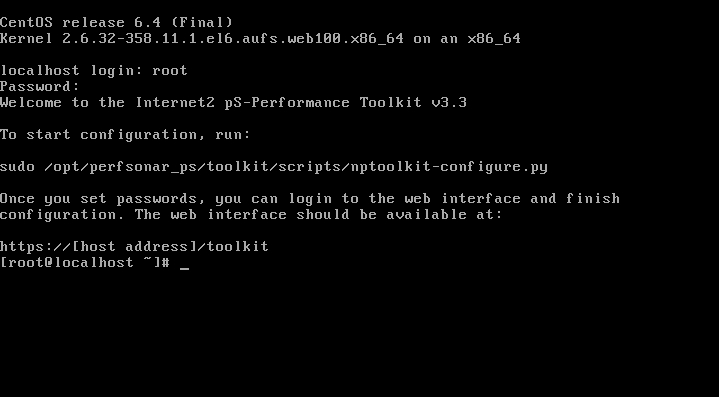 CentOS release 6.4 (Final)
Kernel 2.6.32-358.11.1.el6.aufs.web100.x86_64 on an x86_64
localhost login: root
Password:
Welcome to the Internet2 pS-Performance Toolkit v3.3
To start configuration, run:
sudo /opt/perfsonar_ps/toolkit/scripts/nptoolkit-configure.py
Once you set passwords, you can login to the web interface and finish
configuration. The web interface should be available at:
https://[host address]/toolkit
[root@localhost ~]# _